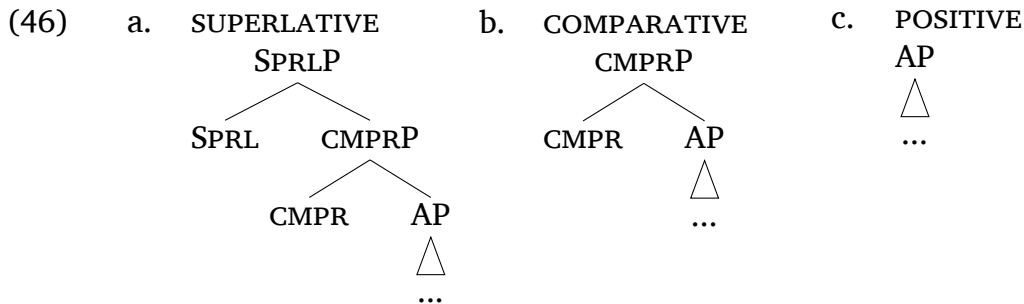 (46) a. SUPERLATIVE b. COMPARATIVE c. POSITIVE
SPRLP CMPRP AP
SPRL CMPRP CMPR AP ...
CMPR AP ...
...